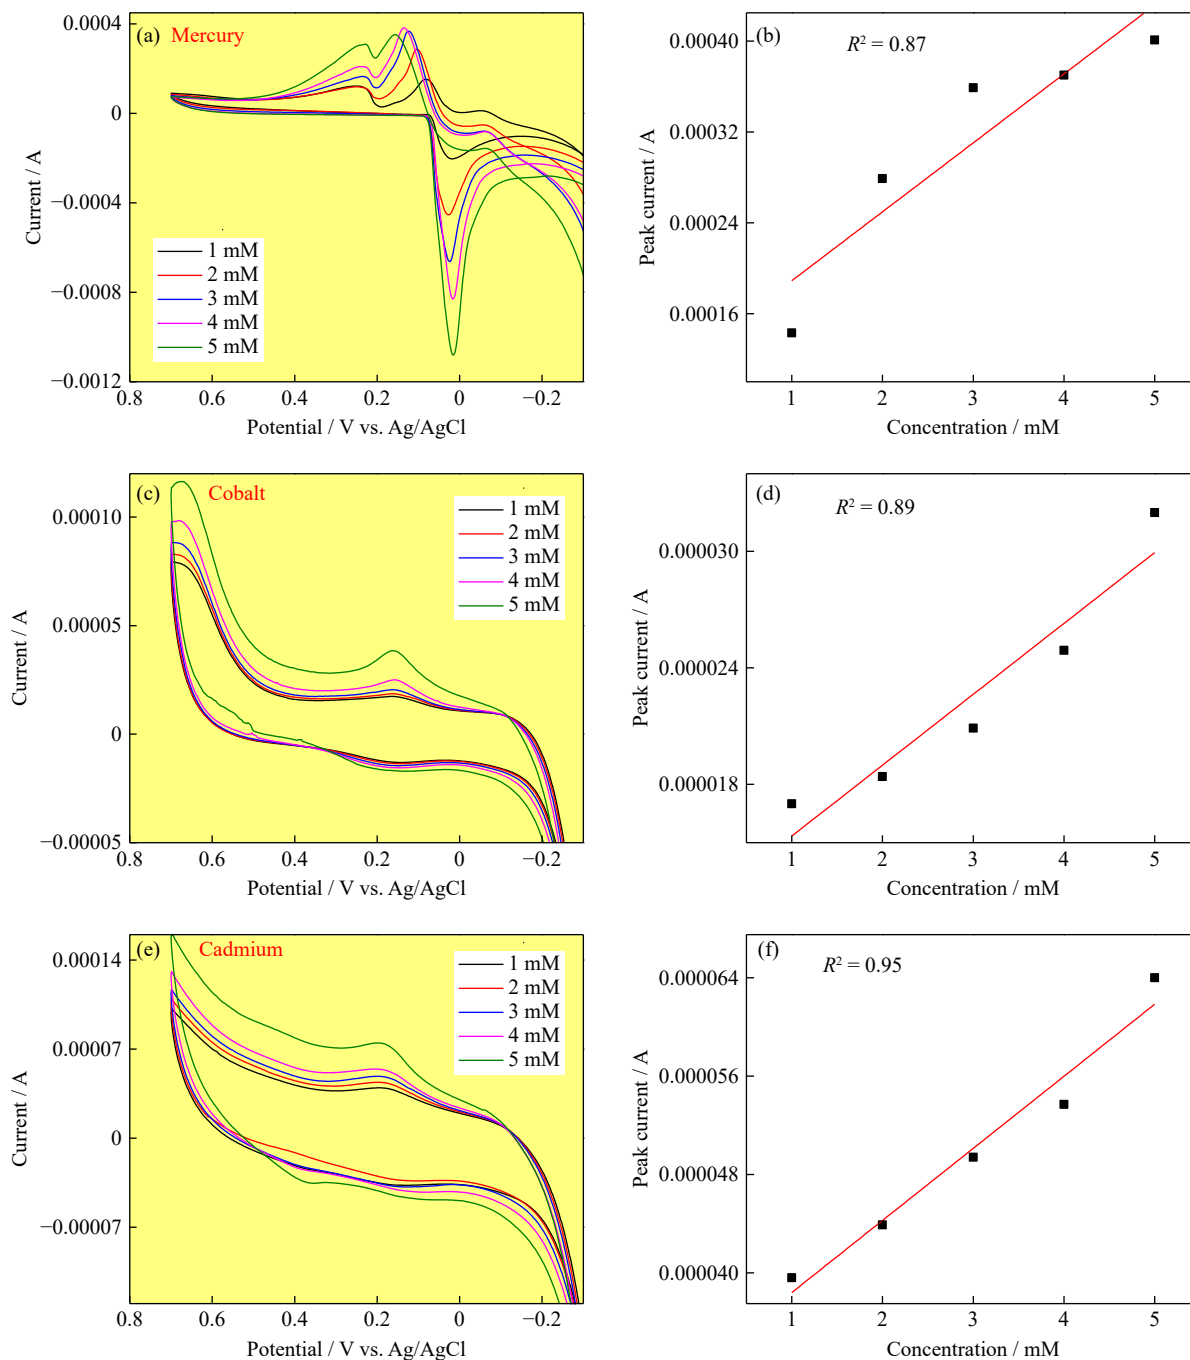 (a) Mercury
0.0004
0
−0.0004
−0.0008
−0.0012
Current / A
1 mM
2 mM
3 mM
4 mM
5 mM
0.8 0.6 0.4 0.2 0 −0.2
Potential / V vs. Ag/AgCl
(b)
R² = 0.87
0.00040
0.00032
0.00024
0.00016
Peak current / A
1 2 3 4 5
Concentration / mM
(c) Cobalt
0.00010
0.00005
0
−0.00005
Current / A
1 mM
2 mM
3 mM
4 mM
5 mM
0.8 0.6 0.4 0.2 0 −0.2
Potential / V vs. Ag/AgCl
(d)
R² = 0.89
0.000030
0.000024
0.000018
Peak current / A
1 2 3 4 5
Concentration / mM
(e) Cadmium
0.00014
0.00007
0
−0.00007
Current / A
1 mM
2 mM
3 mM
4 mM
5 mM
0.8 0.6 0.4 0.2 0 −0.2
Potential / V vs. Ag/AgCl
(f)
R² = 0.95
0.000064
0.000056
0.000048
0.000040
Peak current / A
1 2 3 4 5
Concentration / mM